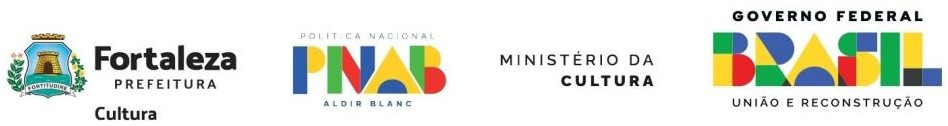 Fortaleza
PREFEITURA
FORTITUDINE
Cultura
POLÍTICA NACIONAL
PNAB
ALDIR BLANC
MINISTÉRIO DA
CULTURA
GOVERNO FEDERAL
BRASIL
UNIÃO E RECONSTRUÇÃO